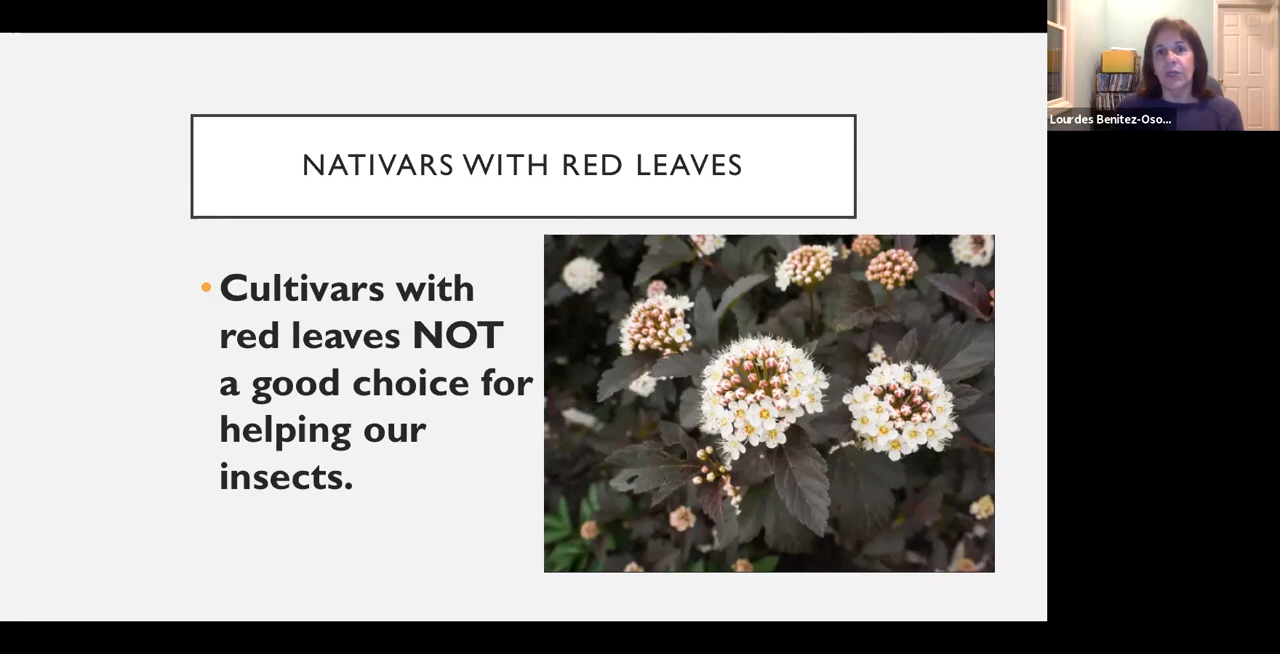 NATIVARS WITH RED LEAVES
• Cultivars with
red leaves NOT
a good choice for
helping our
insects.
Lourdes Benitez-Oso...